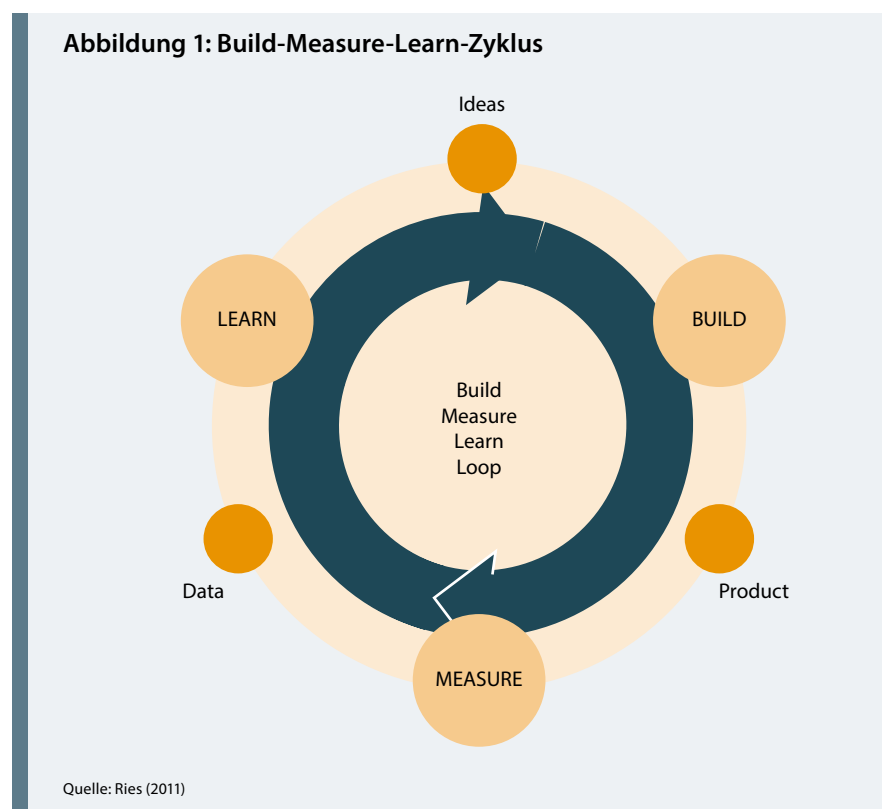 Abbildung 1: Build-Measure-Learn-Zyklus
Ideas
LEARN
BUILD
Build
Measure
Learn
Loop
Data
Product
MEASURE
Quelle: Ries (2011)